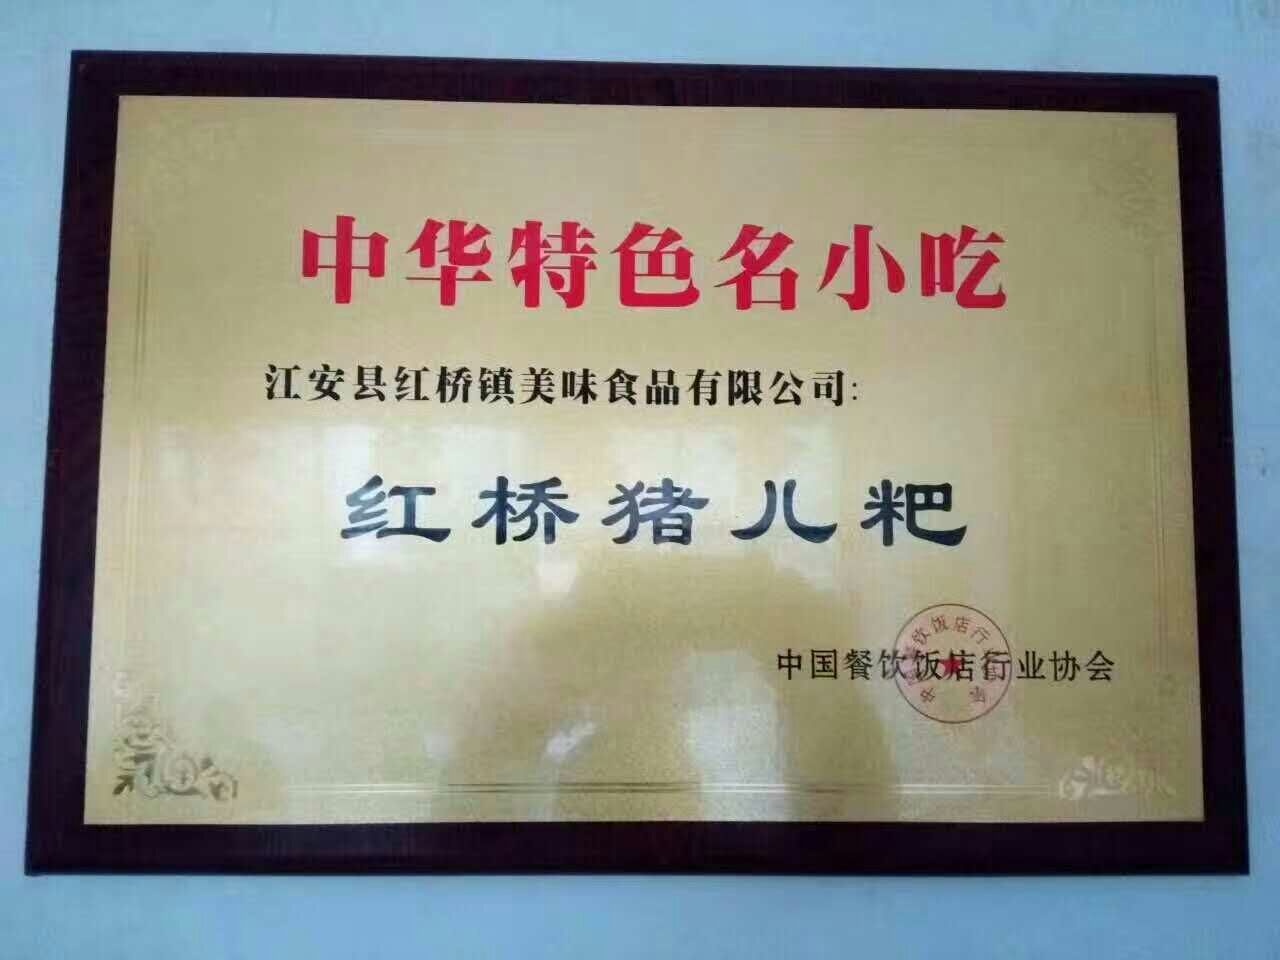 中华特色名小吃
江安县红桥镇美味食品有限公司:
红桥猪儿粑
中国餐饮饭店行业协会